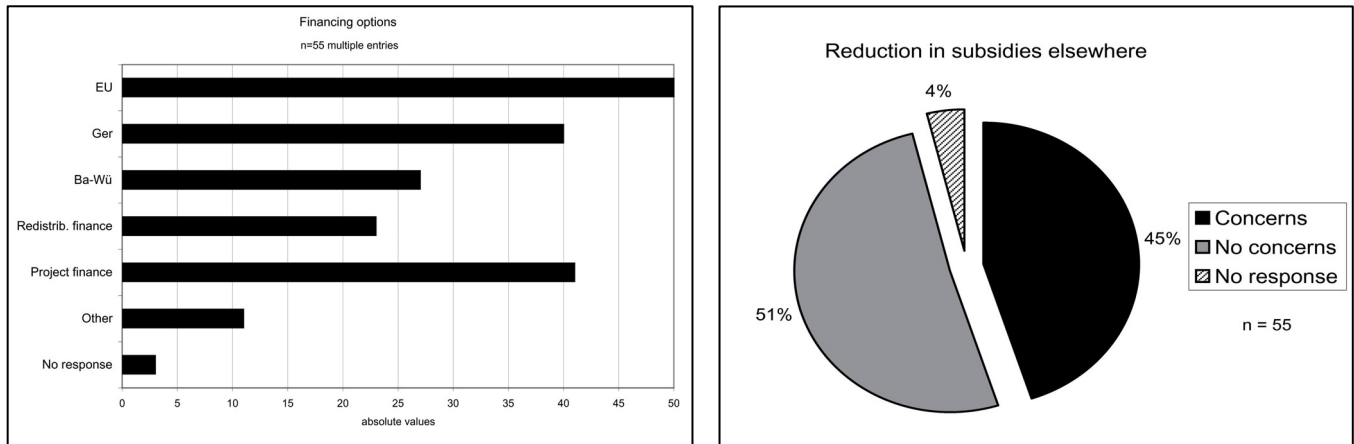 Financing options
n=55 multiple entries
EU
Ger
Ba-Wü
Redistrib. finance
Project finance
Other
No response
0 5 10 15 20 25 30 35 40 45 50
absolute values
Reduction in subsidies elsewhere
4%
45%
51%
Concerns
No concerns
No response
n = 55